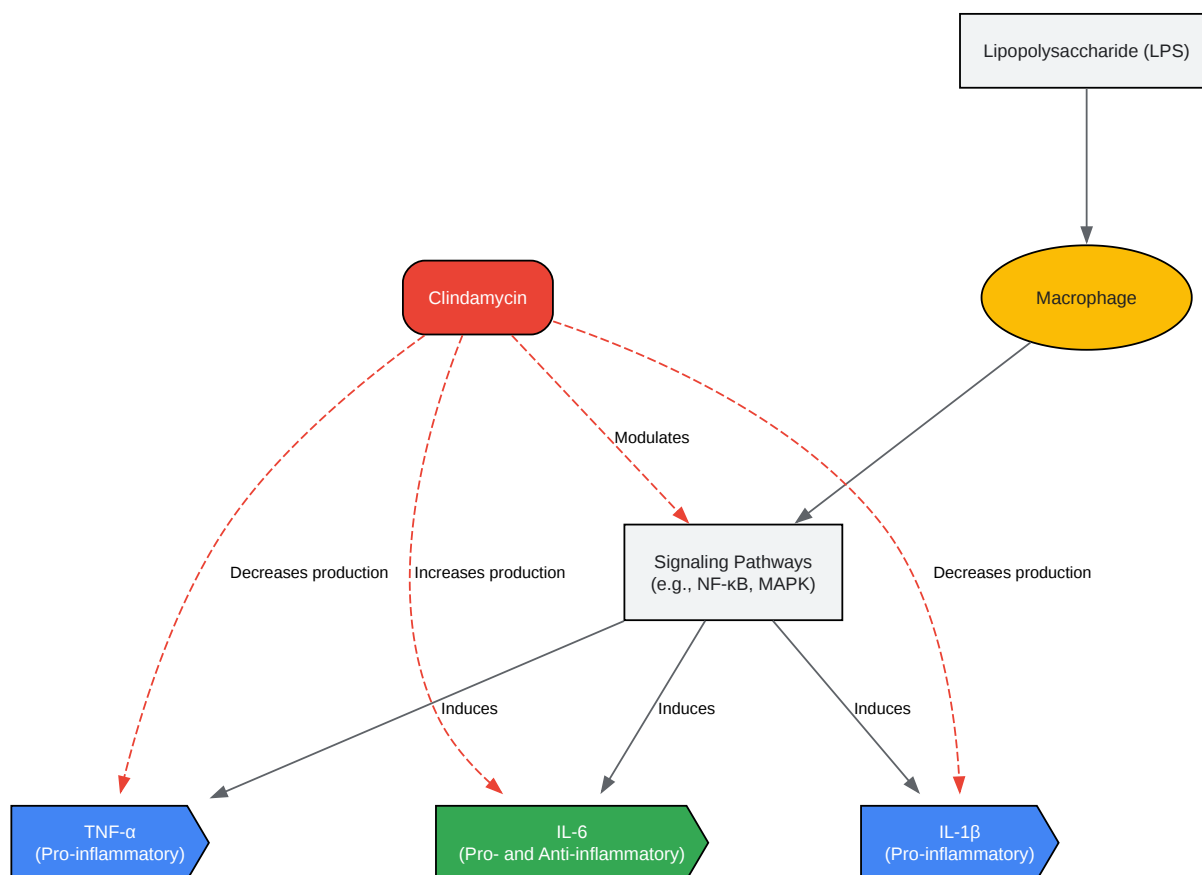 Lipopolysaccharide (LPS)
Clindamycin
Macrophage
Modulates
Signaling Pathways
(e.g., NF-κB, MAPK)
Decreases production
Increases production
Decreases production
Induces
Induces
Induces
TNF-α
(Pro-inflammatory)
IL-6
(Pro- and Anti-inflammatory)
IL-1β
(Pro-inflammatory)